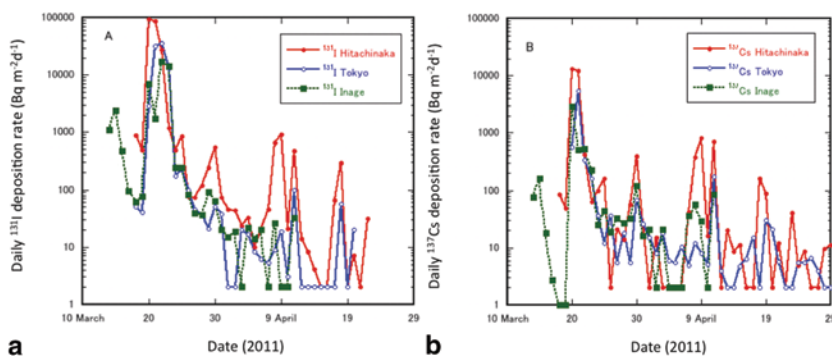 A
¹³¹I Hitachinaka
¹³¹I Tokyo
¹³¹I Inage
Daily ¹³¹I deposition rate (Bq m⁻²d⁻¹)
100000
10000
1000
100
10
1
10 March
20
30
9 April
19
29
Date (2011)
a
B
¹³⁷Cs Hitachinaka
¹³⁷Cs Tokyo
¹³⁷Cs Inage
Daily ¹³⁷Cs deposition rate (Bq m⁻²d⁻¹)
100000
10000
1000
100
10
1
10 March
20
30
9 April
19
29
Date (2011)
b